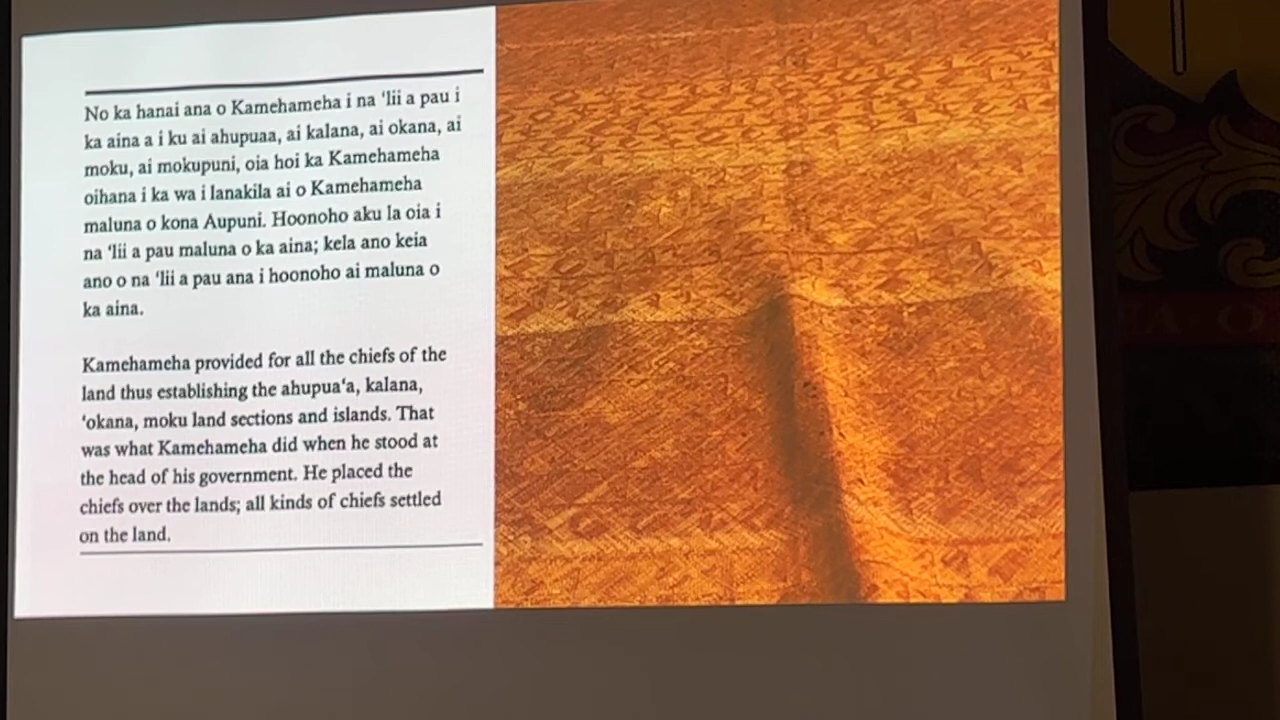 No ka hanai ana o Kamehameha i na ‘lii a pau i
ka aina a i ku ai ahupuaa, ai kalana, ai okana, ai
moku, ai mokupuni, oia hoi ka Kamehameha
oihana i ka wa i lanakila ai o Kamehameha
maluna o kona Aupuni. Hoonoho aku la oia i
na ‘lii a pau maluna o ka aina; kela ano keia
ano o na ‘lii a pau ana i hoonoho ai maluna o
ka aina.
Kamehameha provided for all the chiefs of the
land thus establishing the ahupua‘a, kalana,
‘okana, moku land sections and islands. That
was what Kamehameha did when he stood at
the head of his government. He placed the
chiefs over the lands; all kinds of chiefs settled
on the land.